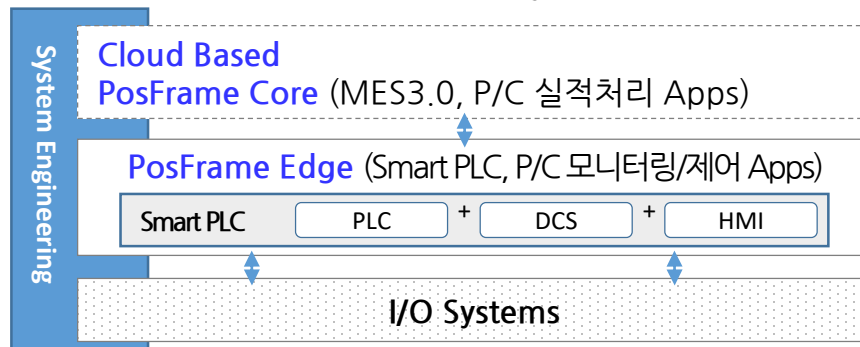 System Engineering
Cloud Based
PosFrame Core (MES3.0, P/C 실적처리 Apps)
PosFrame Edge (Smart PLC, P/C 모니터링/제어 Apps)
Smart PLC PLC + DCS + HMI
I/O Systems